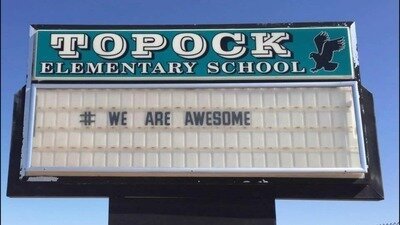 TOPOCK
ELEMENTARY SCHOOL
# WE ARE AWESOME